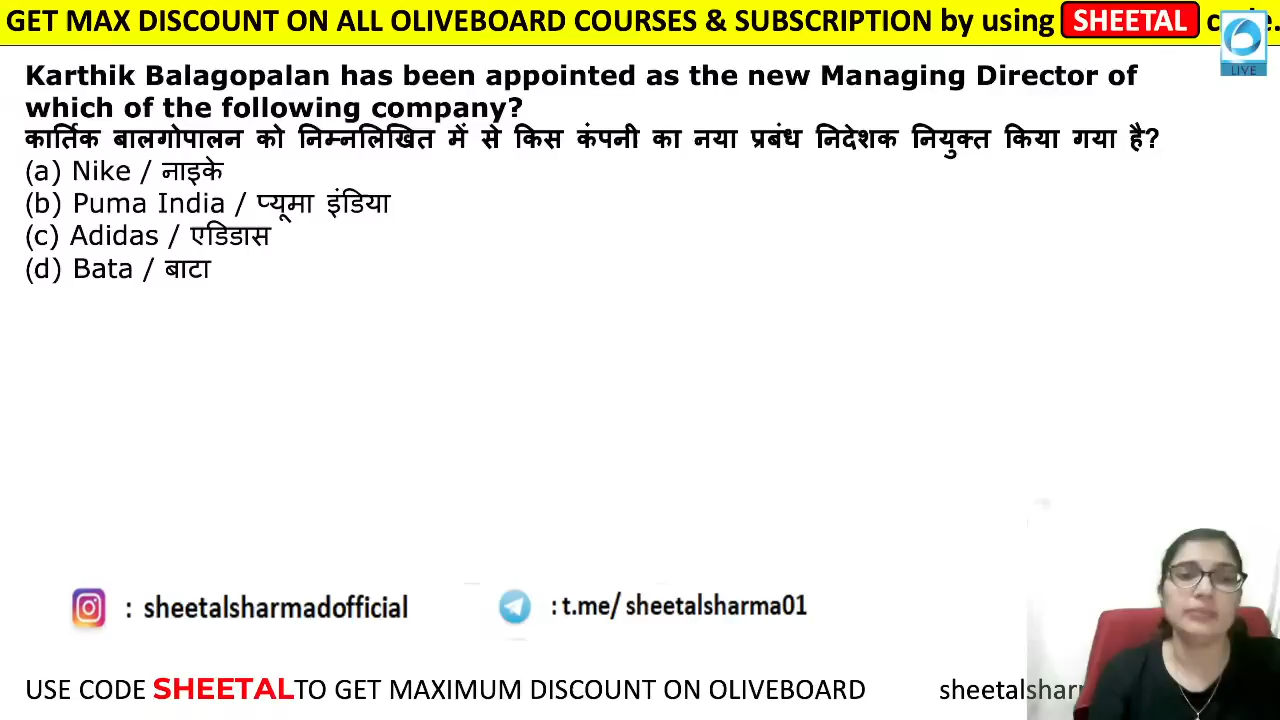 GET MAX DISCOUNT ON ALL OLIVEBOARD COURSES & SUBSCRIPTION by using SHEETAL code.
LIVE
Karthik Balagopalan has been appointed as the new Managing Director of
which of the following company?
कार्तिक बालगोपालन को निम्नलिखित में से किस कंपनी का नया प्रबंध निदेशक नियुक्त किया गया है?
(a) Nike / नाइके
(b) Puma India / प्यूमा इंडिया
(c) Adidas / एडिडास
(d) Bata / बाटा
: sheetalsharmadofficial
: t.me/ sheetalsharma01
USE CODE SHEETALTO GET MAXIMUM DISCOUNT ON OLIVEBOARD